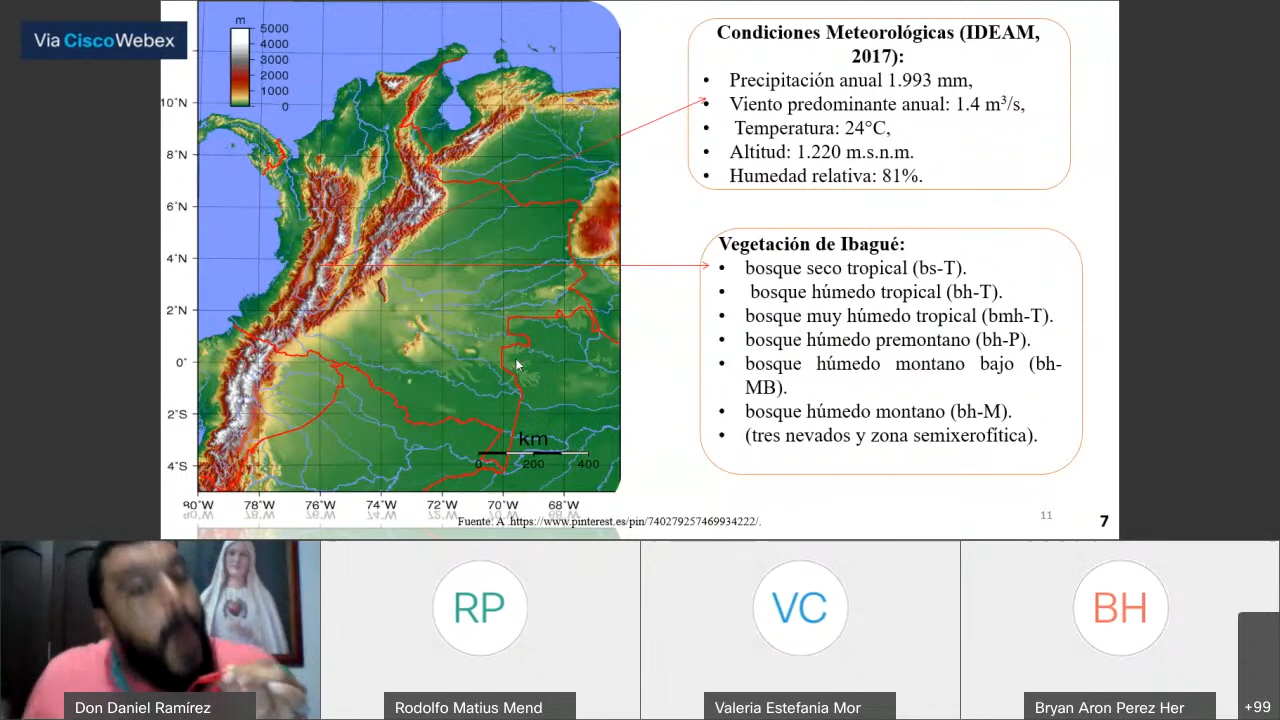 Via CiscoWebex
m
5000
4000
3000
2000
1000
0
10°N
8°N
6°N
4°N
2°N
0°
2°S
4°S
80°W
78°W
76°W
74°W
72°W
70°W
68°W
km
0 200 400
Condiciones Meteorológicas (IDEAM,
2017):
• Precipitación anual 1.993 mm,
• Viento predominante anual: 1.4 m³/s,
• Temperatura: 24°C,
• Altitud: 1.220 m.s.n.m.
• Humedad relativa: 81%.
Vegetación de Ibagué:
• bosque seco tropical (bs-T).
• bosque húmedo tropical (bh-T).
• bosque muy húmedo tropical (bmh-T).
• bosque húmedo premontano (bh-P).
• bosque húmedo montano bajo (bh-
MB).
• bosque húmedo montano (bh-M).
• (tres nevados y zona semixerofítica).
Fuente: A .https://www.pinterest.es/pin/740279257469934222/.
11
7
RP
VC
BH
Don Daniel Ramírez
Rodolfo Matius Mend
Valeria Estefania Mor
Bryan Aron Perez Her
+99